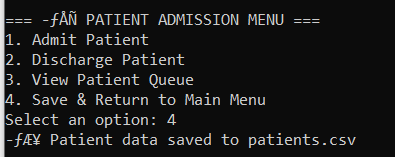 === -ƒÅÑ PATIENT ADMISSION MENU ===
1. Admit Patient
2. Discharge Patient
3. View Patient Queue
4. Save & Return to Main Menu
Select an option: 4
-ƒÆ¥ Patient data saved to patients.csv